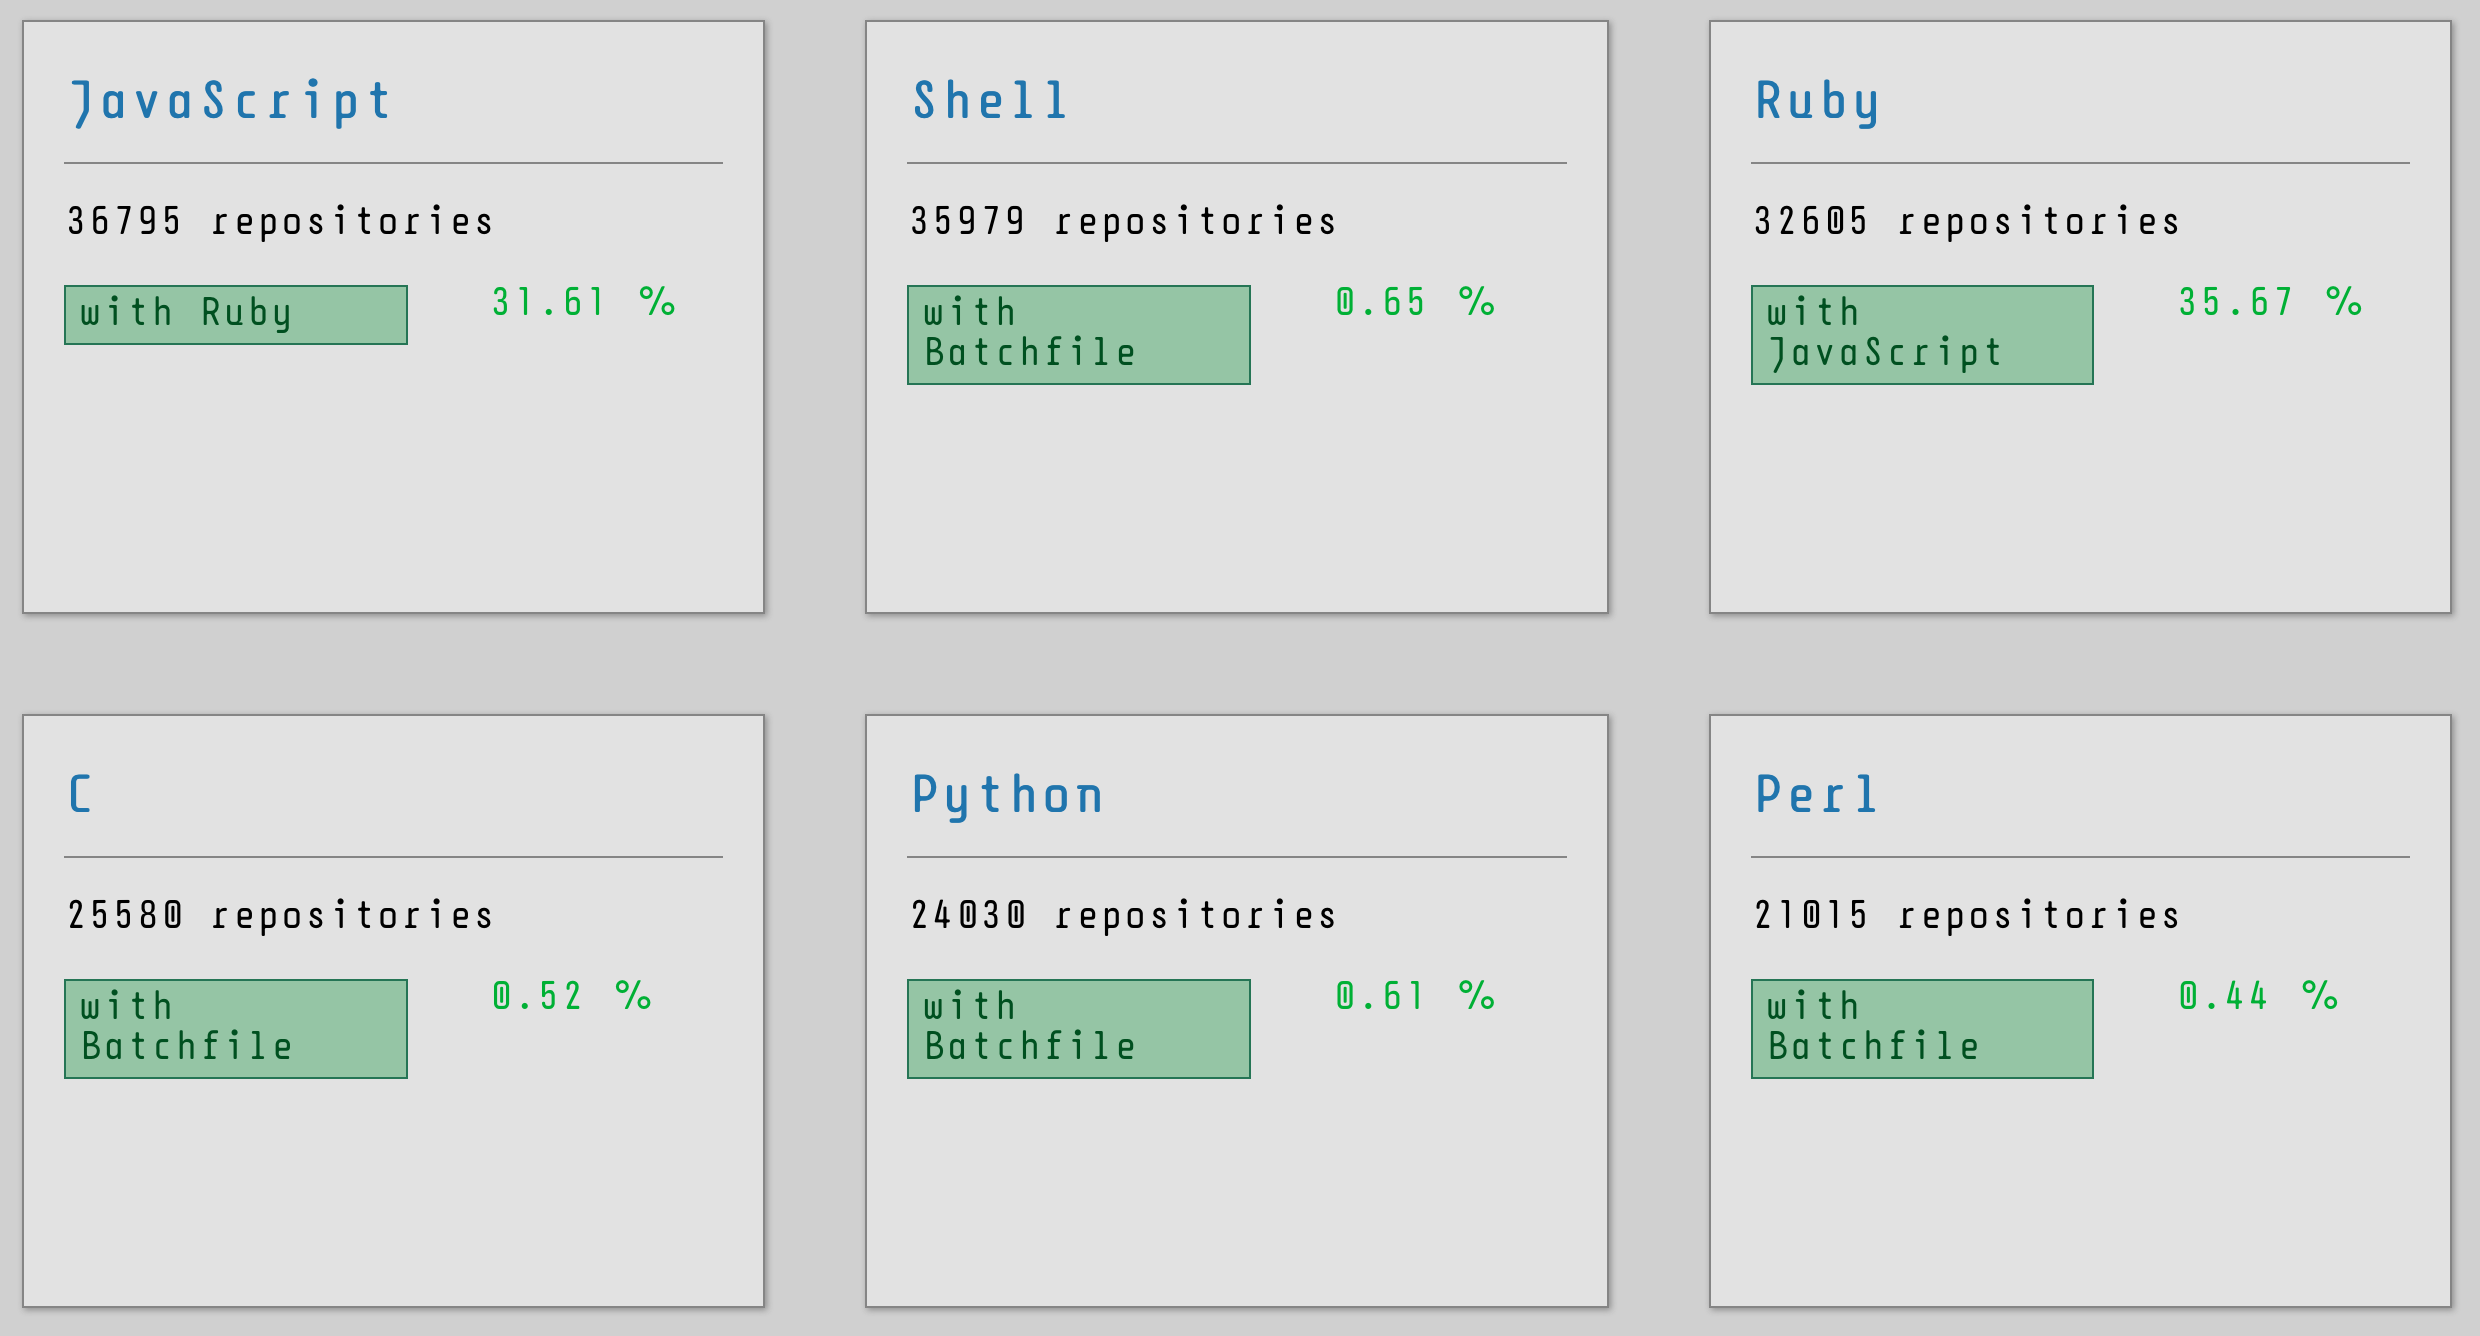 JavaScript
36795 repositories
with Ruby
31.61 %
Shell
35979 repositories
with
Batchfile
0.65 %
Ruby
32605 repositories
with
JavaScript
35.67 %
C
25580 repositories
with
Batchfile
0.52 %
Python
24030 repositories
with
Batchfile
0.61 %
Perl
21015 repositories
with
Batchfile
0.44 %